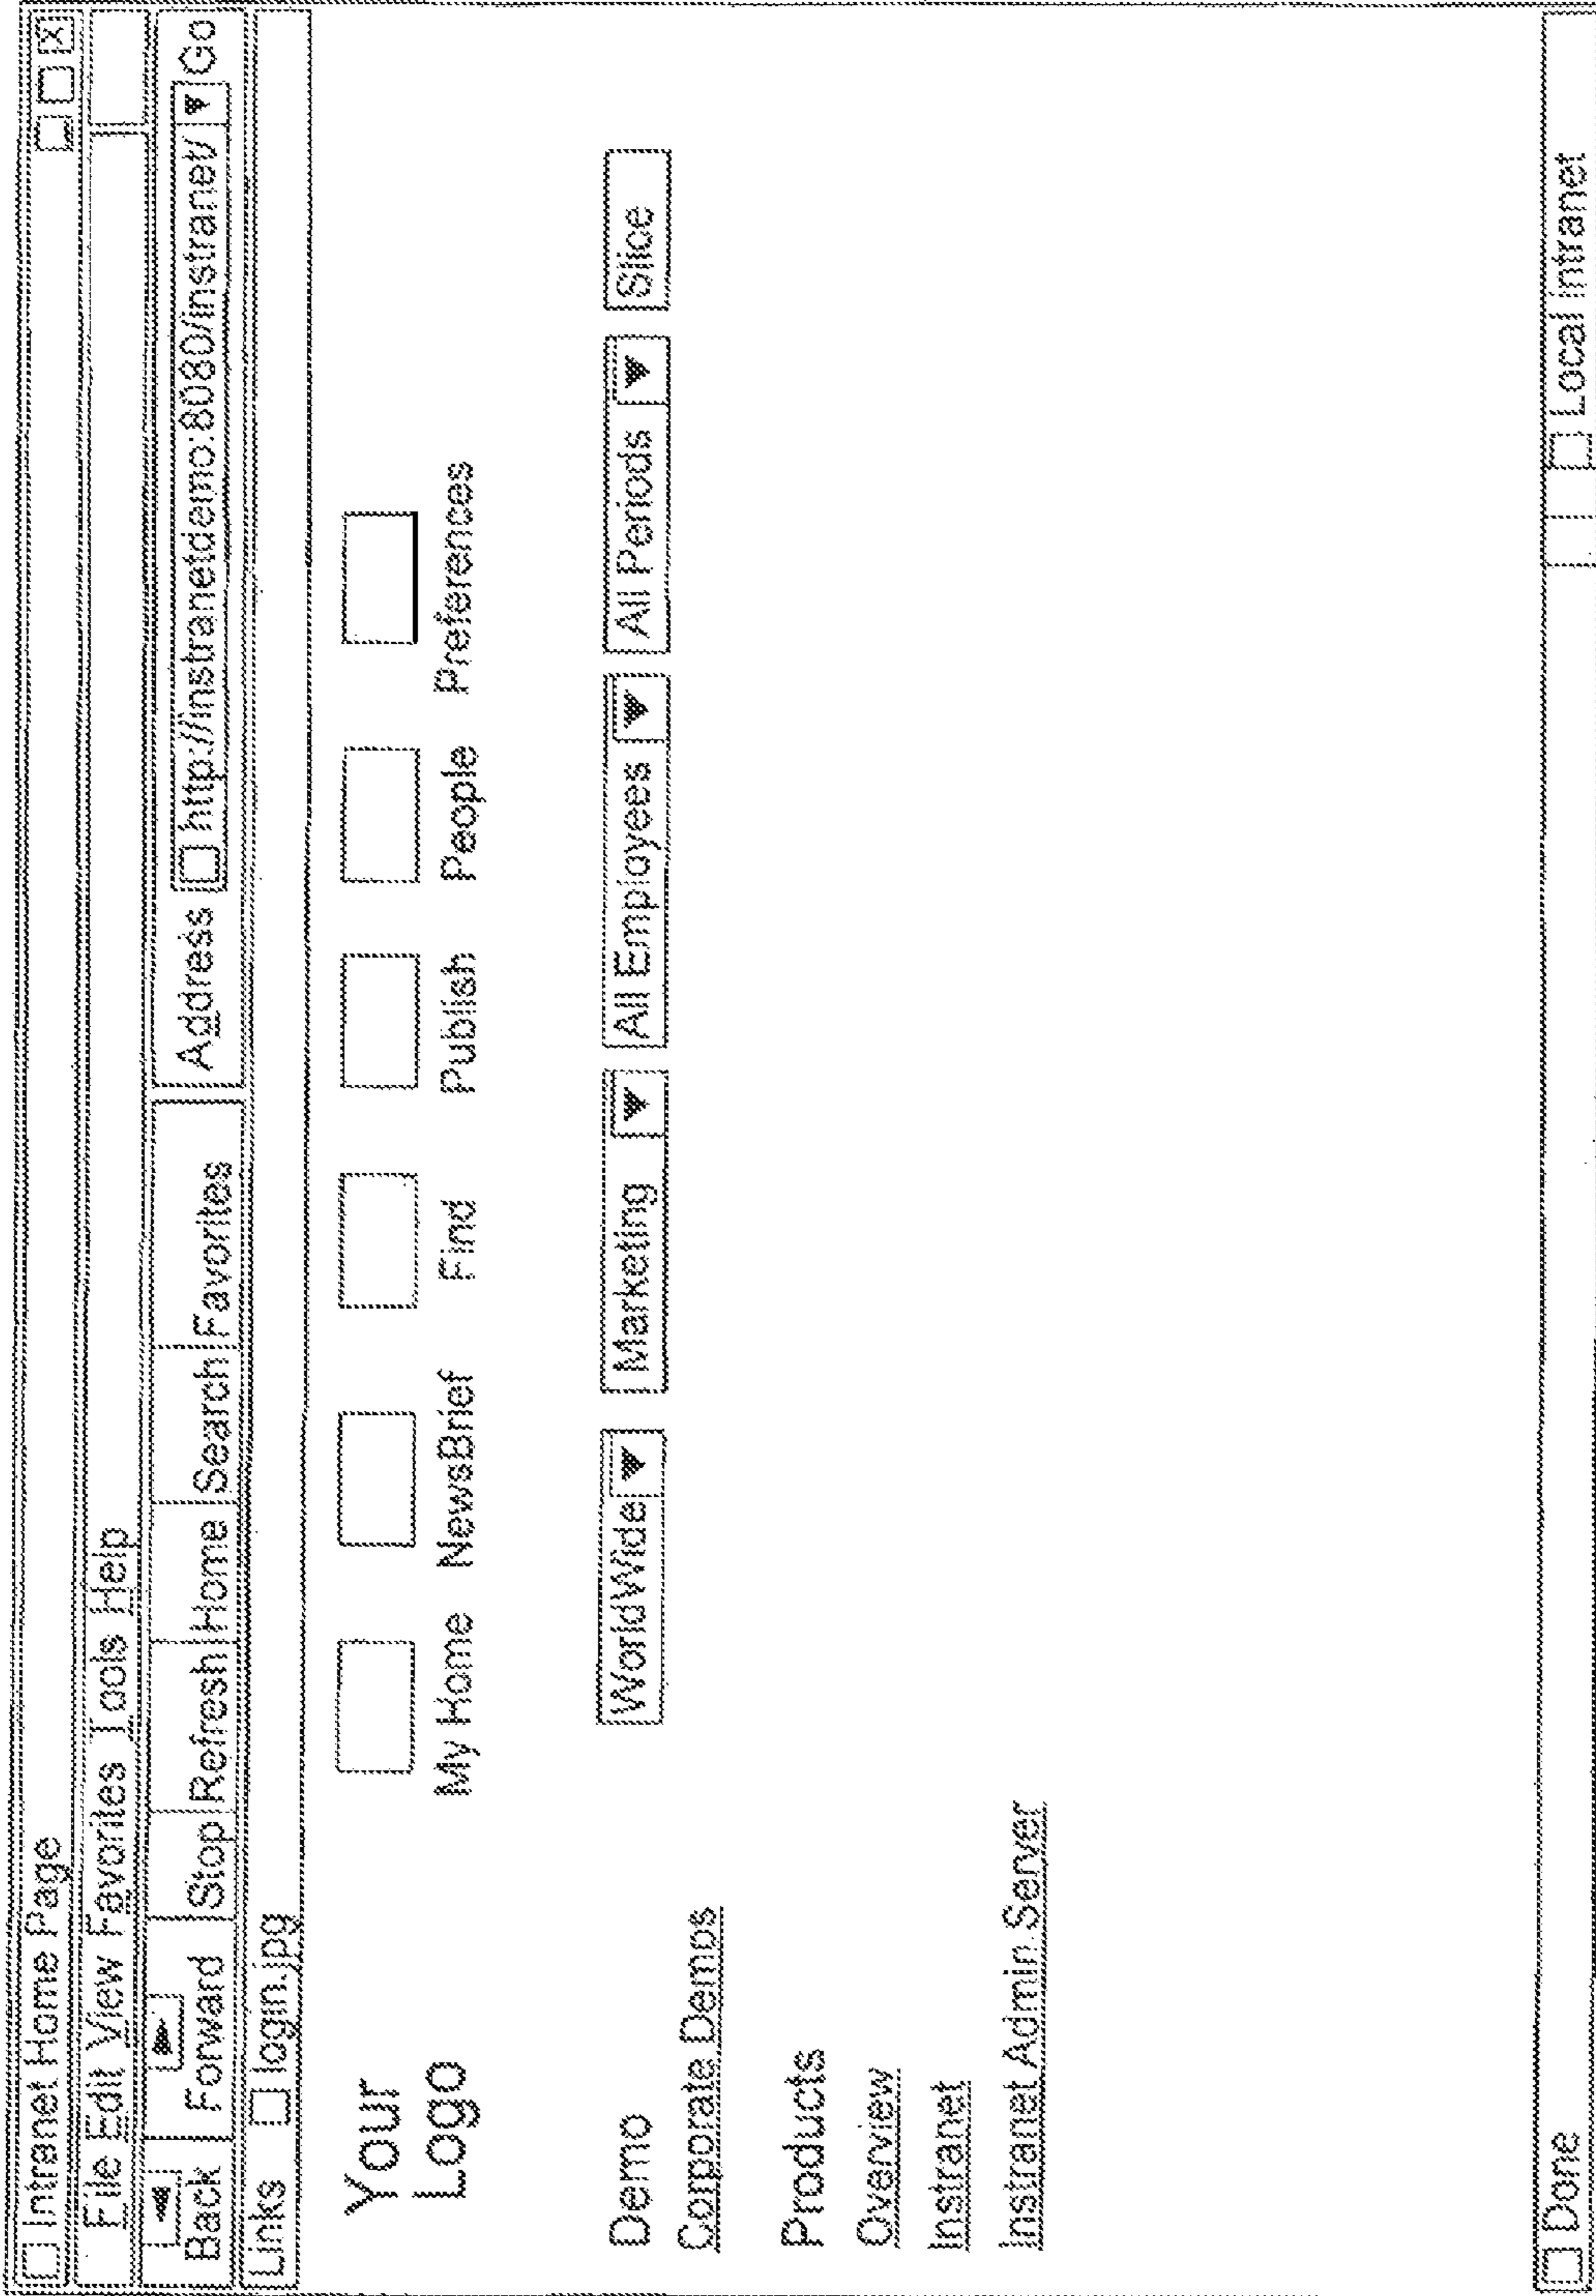 Intranet Home Page
File Edit View Favorites Tools Help
Back Forward Stop Refresh Home Search Favorites Address http://instranetdemo:8080/instranet/ Go
Links login.jpg
Your
Logo
My Home NewsBrief Find Publish People Preferences
Demo WorldWide Marketing All Employees All Periods Slice
Corporate Demos
Products
Overview
Instranet
Instranet Admin Server
Done Local intranet